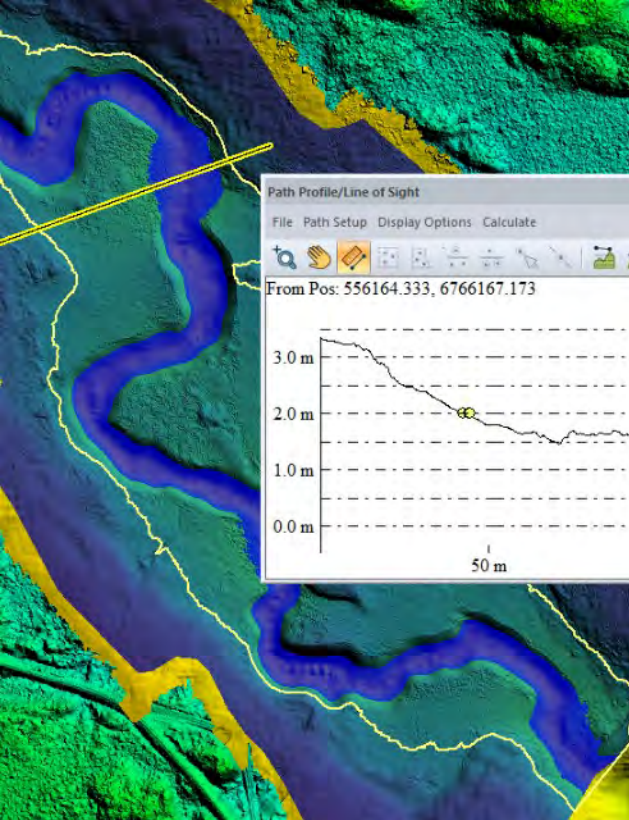 Path Profile/Line of Sight
File Path Setup Display Options Calculate
From Pos: 556164.333, 6766167.173
3.0 m
2.0 m
1.0 m
0.0 m
50 m